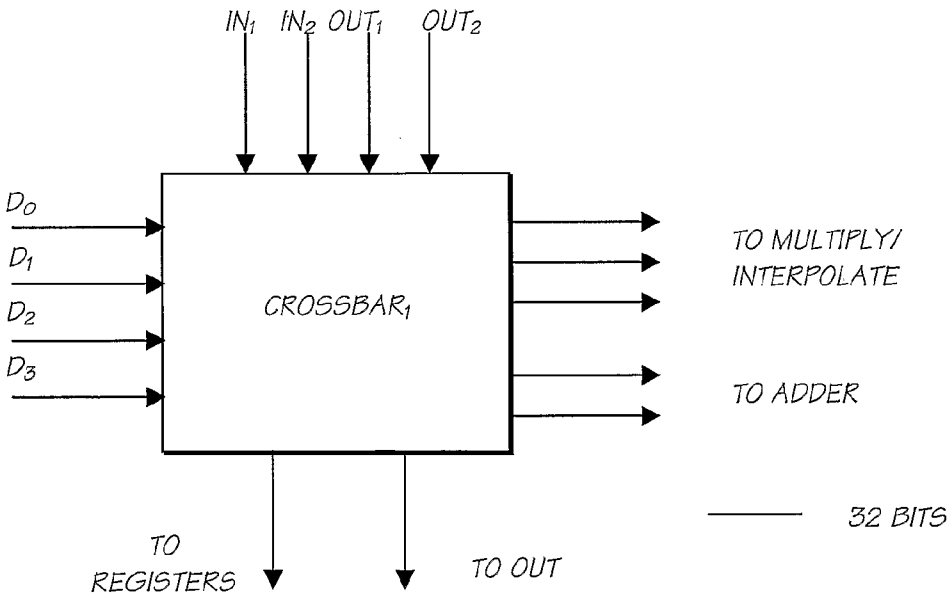 IN₁ IN₂ OUT₁ OUT₂
D₀
D₁
D₂
D₃
CROSSBAR₁
TO MULTIPLY/
INTERPOLATE
TO ADDER
32 BITS
TO
REGISTERS
TO OUT